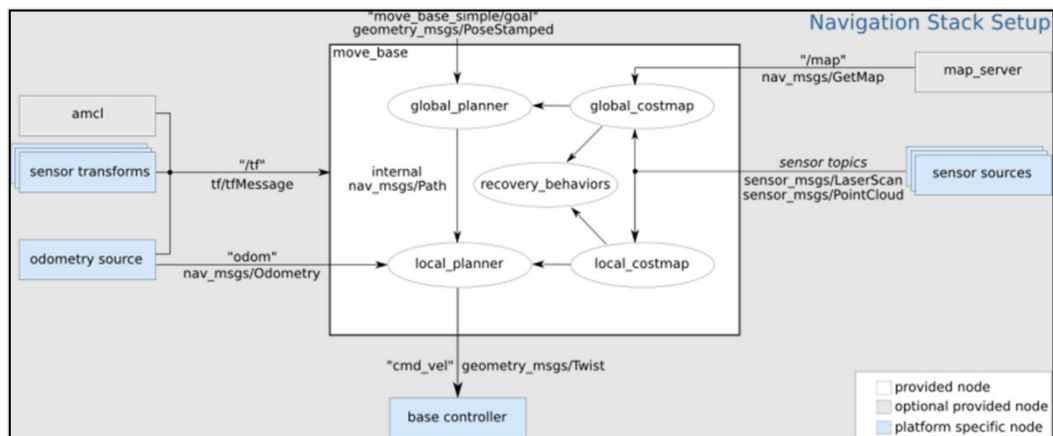 "move_base_simple/goal"
geometry_msgs/PoseStamped
Navigation Stack Setup
move_base
"/map"
nav_msgs/GetMap
map_server
amcl
global_planner
global_costmap
sensor transforms
"/tf"
tf/tfMessage
internal
nav_msgs/Path
recovery_behaviors
sensor topics
sensor_msgs/LaserScan
sensor_msgs/PointCloud
sensor sources
odometry source
"odom"
nav_msgs/Odometry
local_planner
local_costmap
"cmd_vel" geometry_msgs/Twist
base controller
provided node
optional provided node
platform specific node